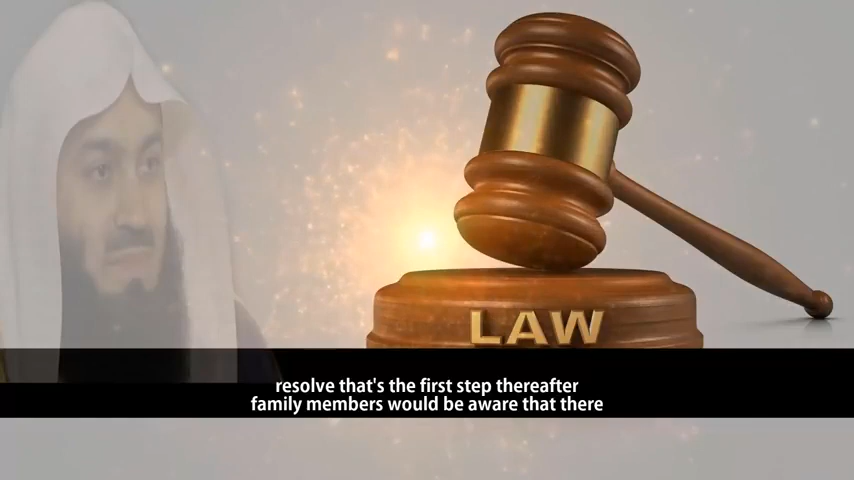 LAW
resolve that's the first step thereafter
family members would be aware that there